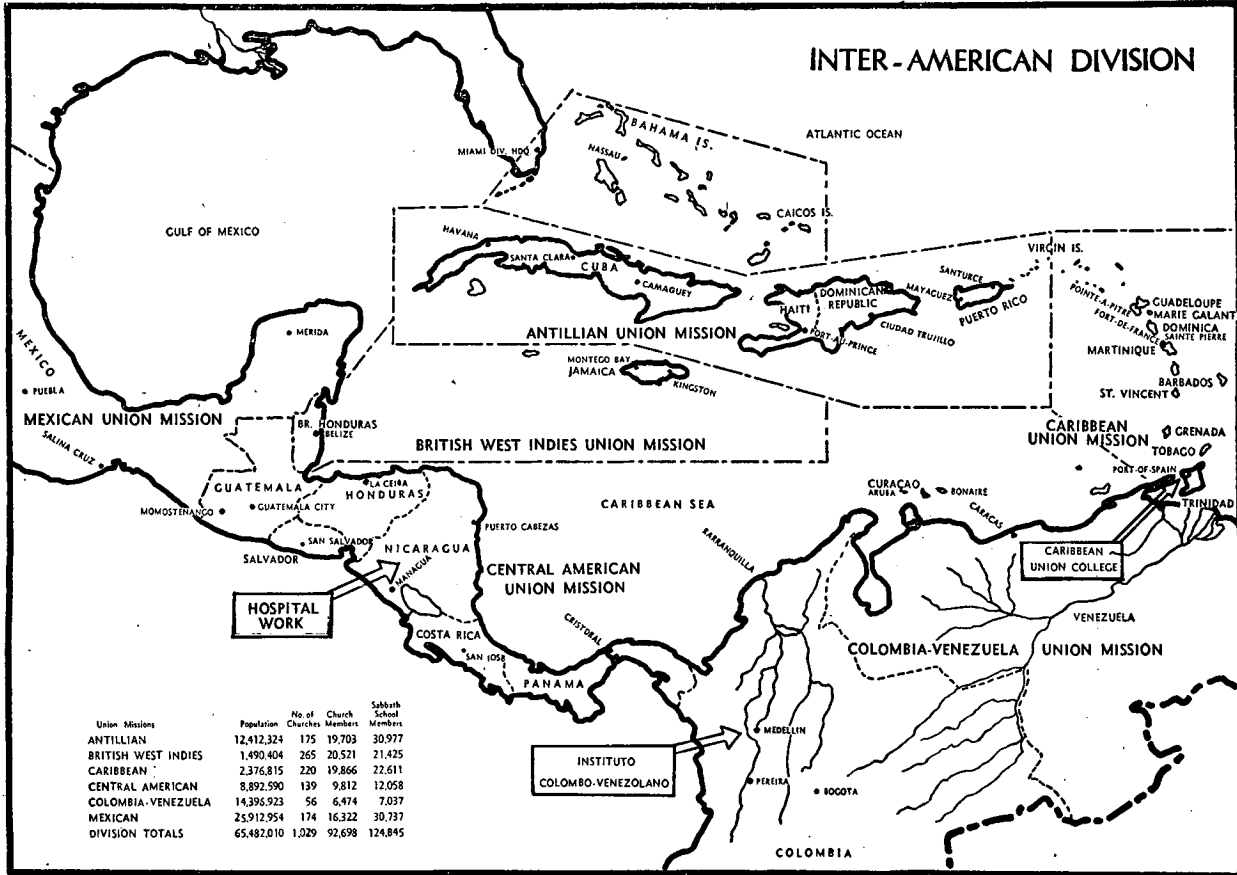 INTER-AMERICAN DIVISION
ATLANTIC OCEAN
BAHAMA IS.
MIAMI DIV. HDQ.
NASSAU
CAICOS IS.
GULF OF MEXICO
HAVANA
SANTA CLARA
CUBA
CAMAGUEY
VIRGIN IS.
SANTURCE
MAYAGUEZ
PUERTO RICO
DOMINICAN
REPUBLIC
HAITI
CIUDAD TRUJILLO
PORT-AU-PRINCE
ANTILLIAN UNION MISSION
POINTE-A-PITRE
GUADELOUPE
MARIE GALANT
FORT-DE-FRANCE
DOMINICA
SAINTE PIERRE
MARTINIQUE
BARBADOS
ST. VINCENT
MERIDA
MEXICO
PUEBLA
MONTEGO BAY
JAMAICA
KINGSTON
MEXICAN UNION MISSION
SALINA CRUZ
BR. HONDURAS
BELIZE
BRITISH WEST INDIES UNION MISSION
CARIBBEAN
UNION MISSION
GRENADA
TOBAGO
PORT-OF-SPAIN
TRINIDAD
GUATEMALA
LA CEIBA
HONDURAS
MOMOSTENANGO
GUATEMALA CITY
CARIBBEAN SEA
CURAÇAO
ARUBA
BONAIRE
CARACAS
PUERTO CABEZAS
SAN SALVADOR
SALVADOR
NICARAGUA
MANAGUA
CENTRAL AMERICAN
UNION MISSION
BARRANQUILLA
CARIBBEAN
UNION COLLEGE
HOSPITAL
WORK
VENEZUELA
COSTA RICA
SAN JOSE
CRISTOBAL
PANAMA
COLOMBIA-VENEZUELA UNION MISSION
MEDELLIN
INSTITUTO
COLOMBO-VENEZOLANO
PEREIRA
BOGOTA
COLOMBIA
Union Missions Population No. of Churches Church Members Sabbath School Members
ANTILLIAN 12,412,324 175 19,703 30,977
BRITISH WEST INDIES 1,490,404 265 20,521 21,425
CARIBBEAN 2,376,815 220 19,866 22,611
CENTRAL AMERICAN 8,892,590 139 9,812 12,058
COLOMBIA-VENEZUELA 14,396,923 56 6,474 7,037
MEXICAN 25,912,954 174 16,322 30,737
DIVISION TOTALS 65,482,010 1,029 92,698 124,845